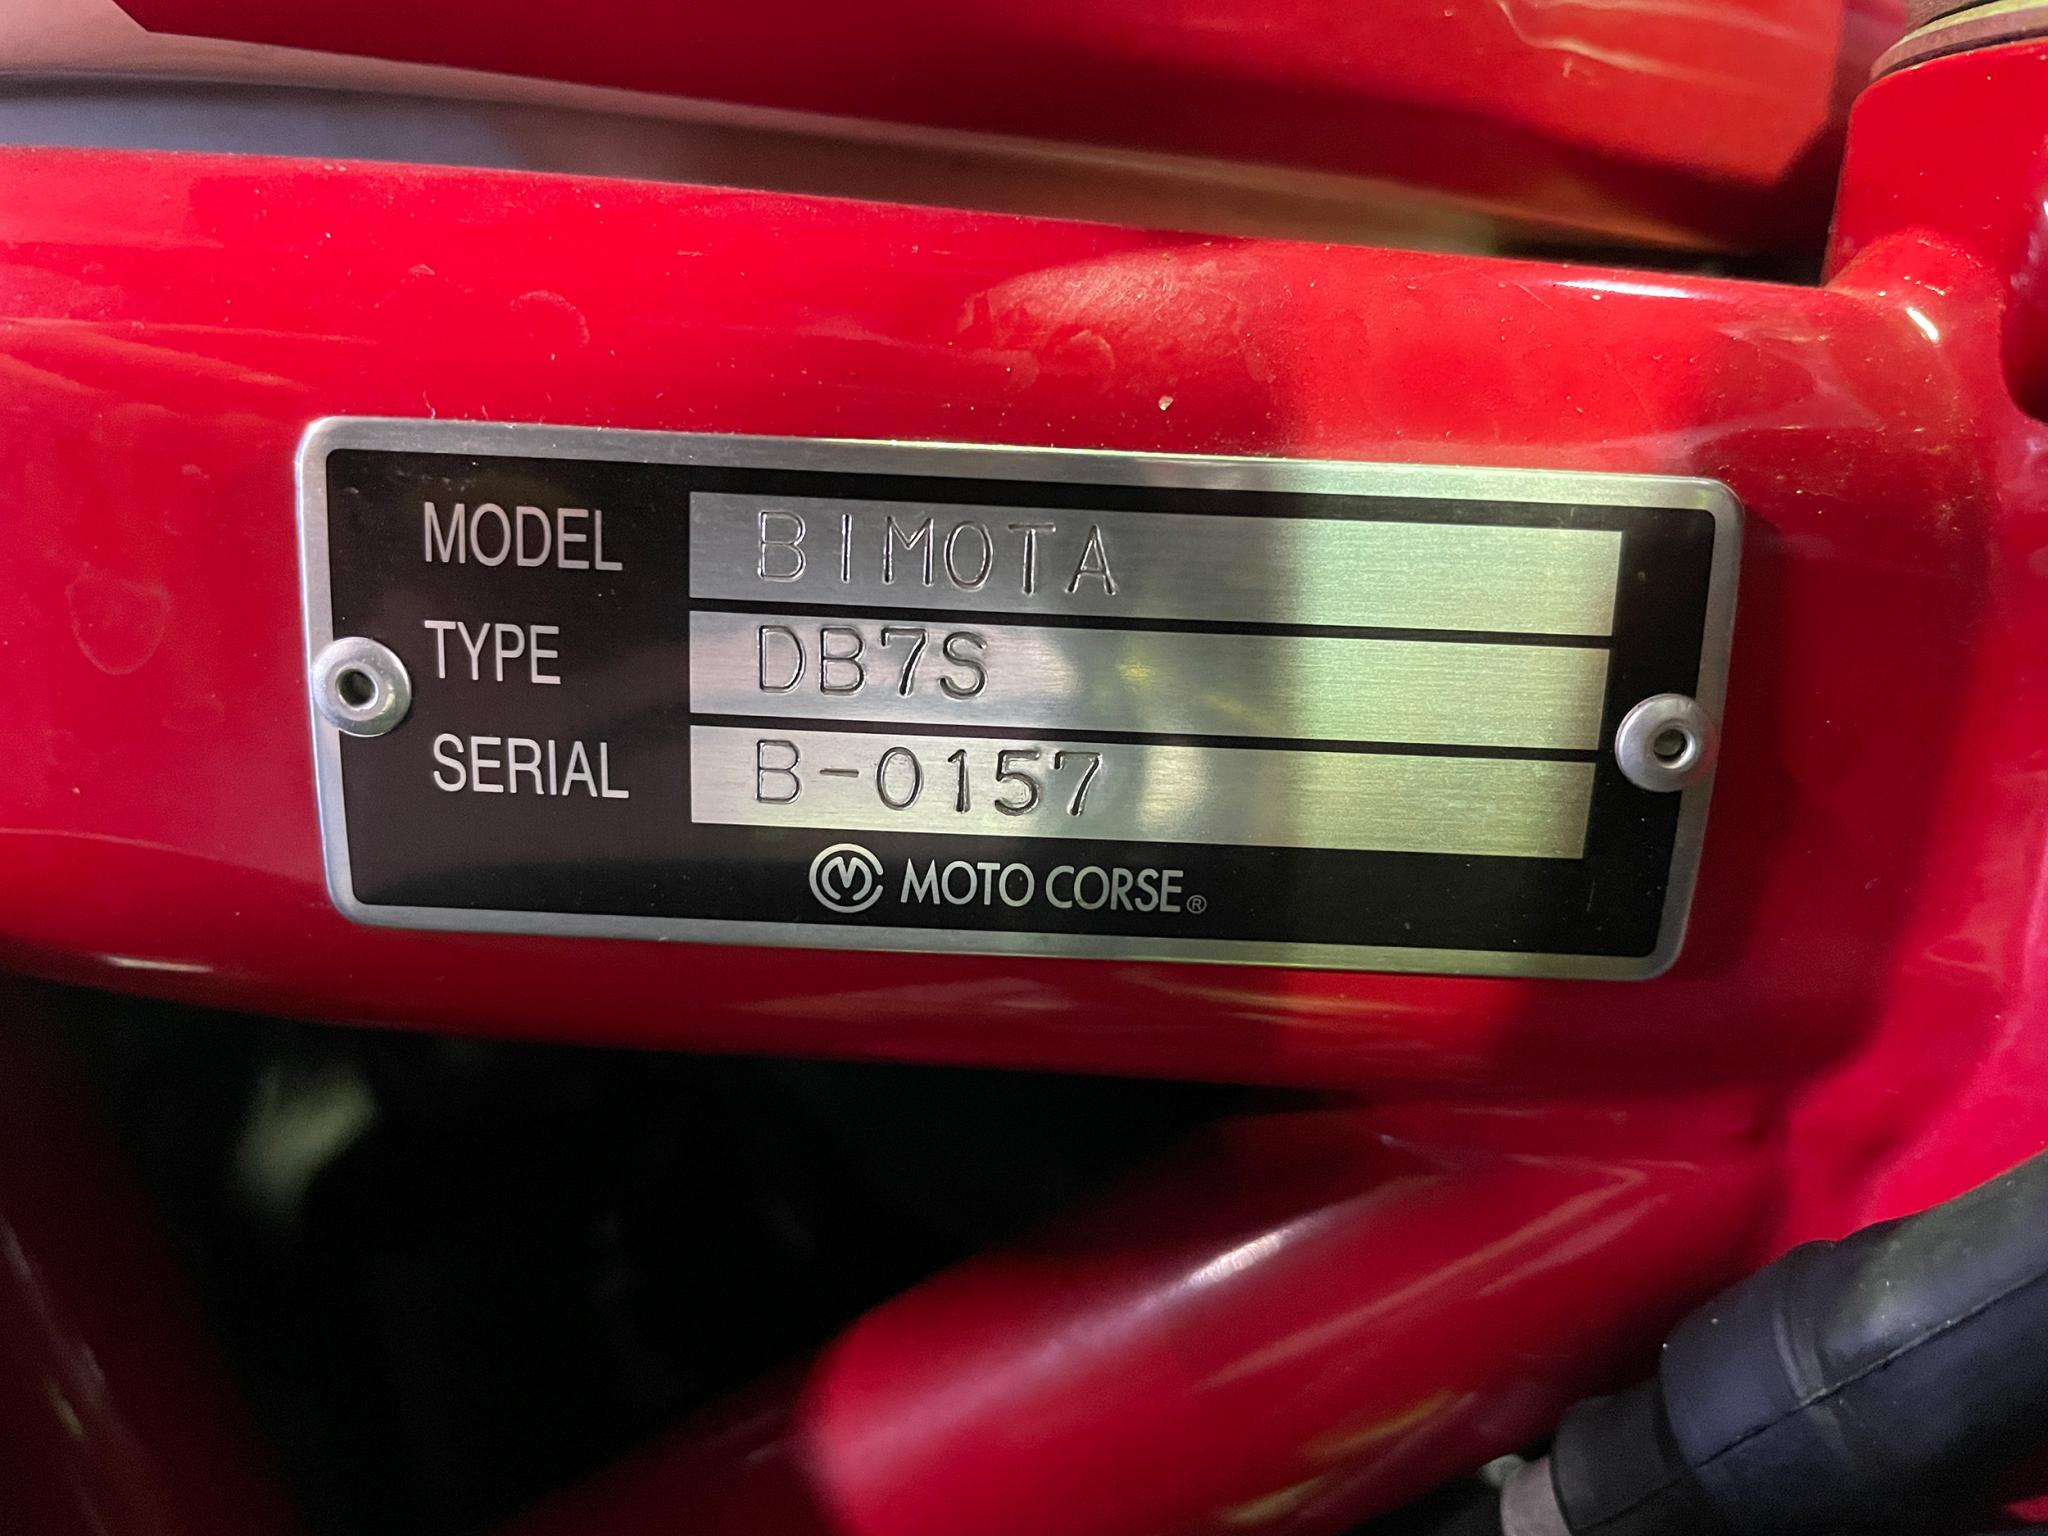 MODEL BIMOTA
TYPE DB7S
SERIAL B-0157
MOTO CORSE®